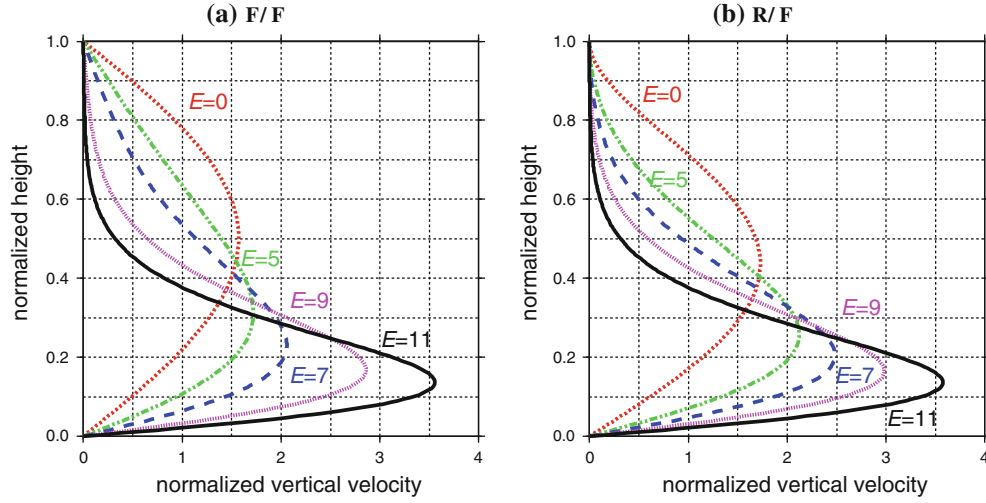 (a) F/F
1.0
0.8
0.6
0.4
0.2
0.0
normalized height
E=0
E=5
E=9
E=11
E=7
0 1 2 3 4
normalized vertical velocity
(b) R/F
1.0
0.8
0.6
0.4
0.2
0.0
normalized height
E=0
E=5
E=9
E=7
E=11
0 1 2 3 4
normalized vertical velocity